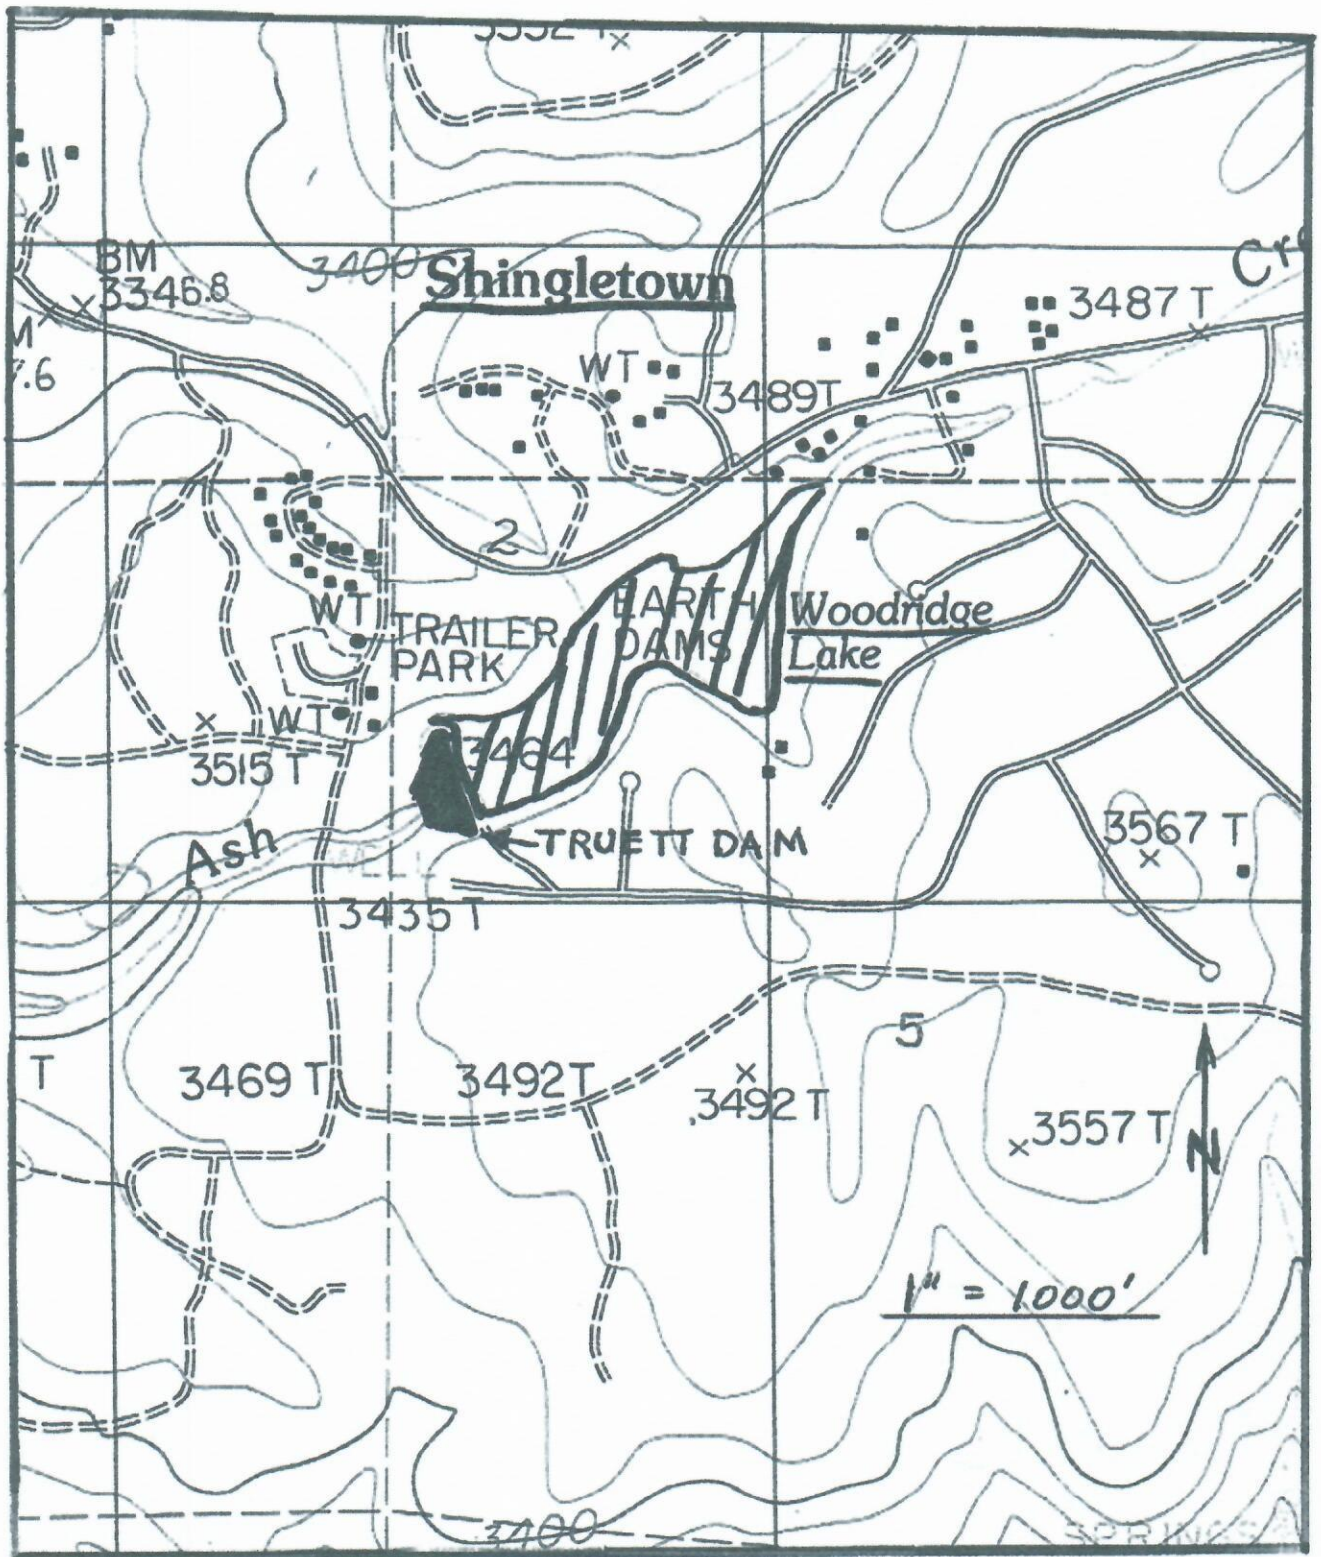 BM
3346.8
3400
Shingletown
3487 T
7.6
WT
3489T
2
WT
TRAILER
PARK
EARTH
DAMS
Woodridge
Lake
WT
3515 T
3464
Ash
TRUETT DAM
3567 T
3435 T
T
3469 T
3492T
3492 T
5
3557 T
N
1" = 1000'
3400
SPRINGS